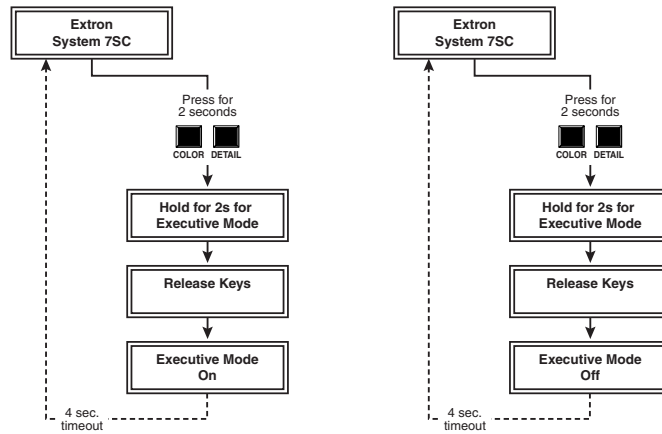 Extron
System 7SC
Press for
2 seconds
COLOR DETAIL
Hold for 2s for
Executive Mode
Release Keys
Executive Mode
On
4 sec.
timeout
Extron
System 7SC
Press for
2 seconds
COLOR DETAIL
Hold for 2s for
Executive Mode
Release Keys
Executive Mode
Off
4 sec.
timeout